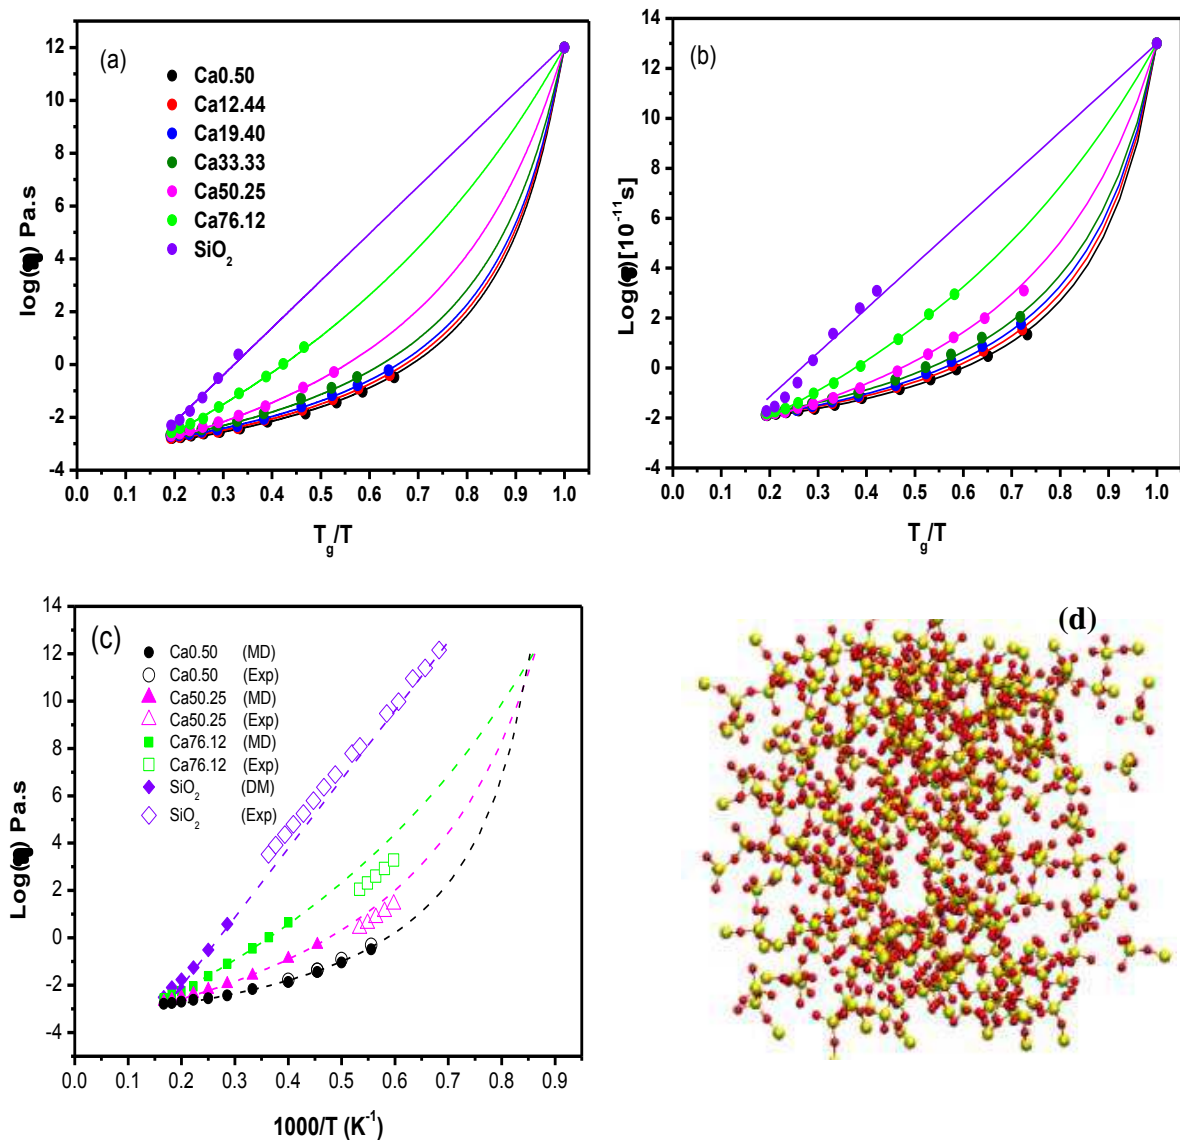 (a)
Ca0.50
Ca12.44
Ca19.40
Ca33.33
Ca50.25
Ca76.12
SiO₂
12
10
8
6
4
2
0
-2
-4
Pa.s
0.0 0.1 0.2 0.3 0.4 0.5 0.6 0.7 0.8 0.9 1.0
T_g/T
(b)
14
12
10
8
6
4
2
0
-2
-4
[10⁻¹¹s]
0.0 0.1 0.2 0.3 0.4 0.5 0.6 0.7 0.8 0.9 1.0
T_g/T
(c)
Ca0.50 (MD)
Ca0.50 (Exp)
Ca50.25 (MD)
Ca50.25 (Exp)
Ca76.12 (MD)
Ca76.12 (Exp)
SiO₂ (DM)
SiO₂ (Exp)
14
12
10
8
6
4
2
0
-2
-4
Pa.s
0.0 0.1 0.2 0.3 0.4 0.5 0.6 0.7 0.8 0.9
1000/T (K⁻¹)
(d)